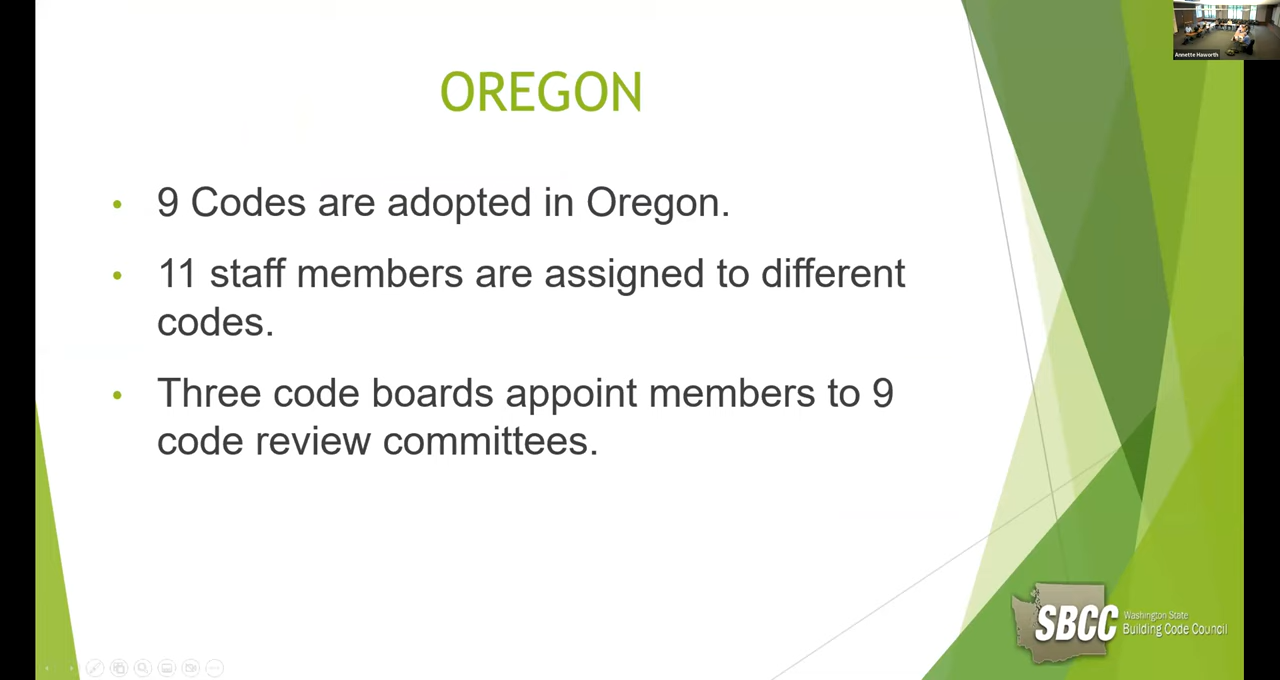 OREGON
• 9 Codes are adopted in Oregon.
• 11 staff members are assigned to different
codes.
• Three code boards appoint members to 9
code review committees.
Annette Haworth
SBCC Washington State
Building Code Council